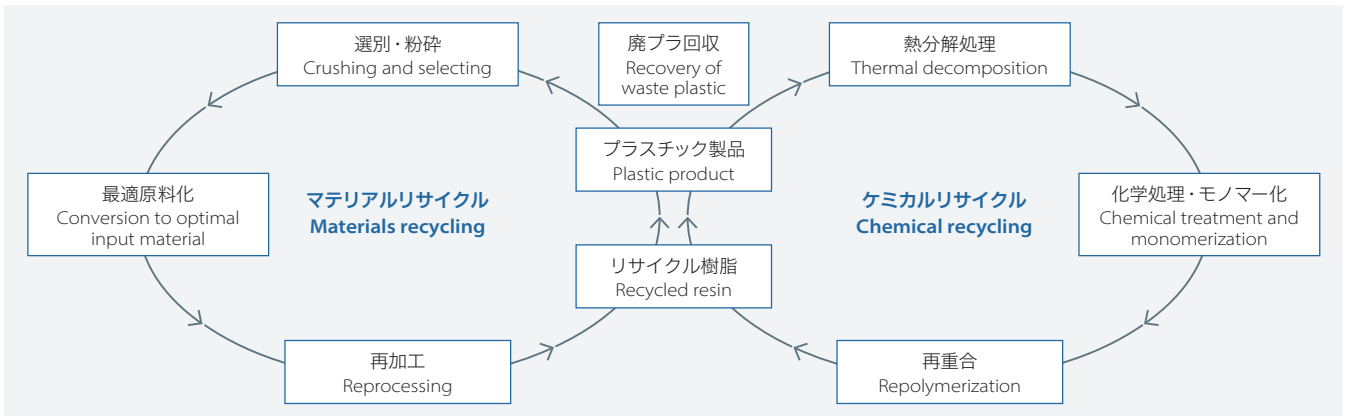 選別・粉砕
Crushing and selecting
廃プラ回収
Recovery of
waste plastic
熱分解処理
Thermal decomposition
プラスチック製品
Plastic product
最適原料化
Conversion to optimal
input material
マテリアルリサイクル
Materials recycling
ケミカルリサイクル
Chemical recycling
化学処理・モノマー化
Chemical treatment and
monomerization
リサイクル樹脂
Recycled resin
再加工
Reprocessing
再重合
Repolymerization